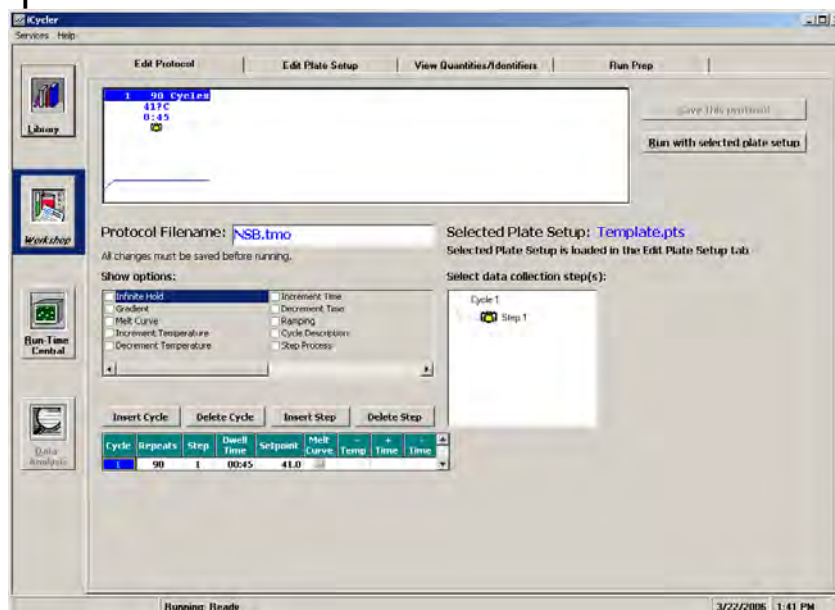 iCycler
Services Help
Edit Protocol
Edit Plate Setup
View Quantities/Identifiers
Run Prep
Library
Workshop
Run-Time
Central
Data
Analysis
1 90 Cycles
41?C
0:45
Save this protocol
Run with selected plate setup
Protocol Filename: NSB.tmo
All changes must be saved before running.
Selected Plate Setup: Template.pts
Selected Plate Setup is loaded in the Edit Plate Setup tab
Show options:
Infinite Hold
Gradient
Melt Curve
Increment Temperature
Decrement Temperature
Increment Time
Decrement Time
Ramping
Cycle Description
Step Process
Select data collection step(s):
Cycle 1
Step 1
Insert Cycle Delete Cycle Insert Step Delete Step
Cycle Repeats Step Dwell Time Setpoint Melt Curve - Temp + Time - Time
1 90 1 00:45 41.0
Running: Ready
3/22/2006 1:41 PM